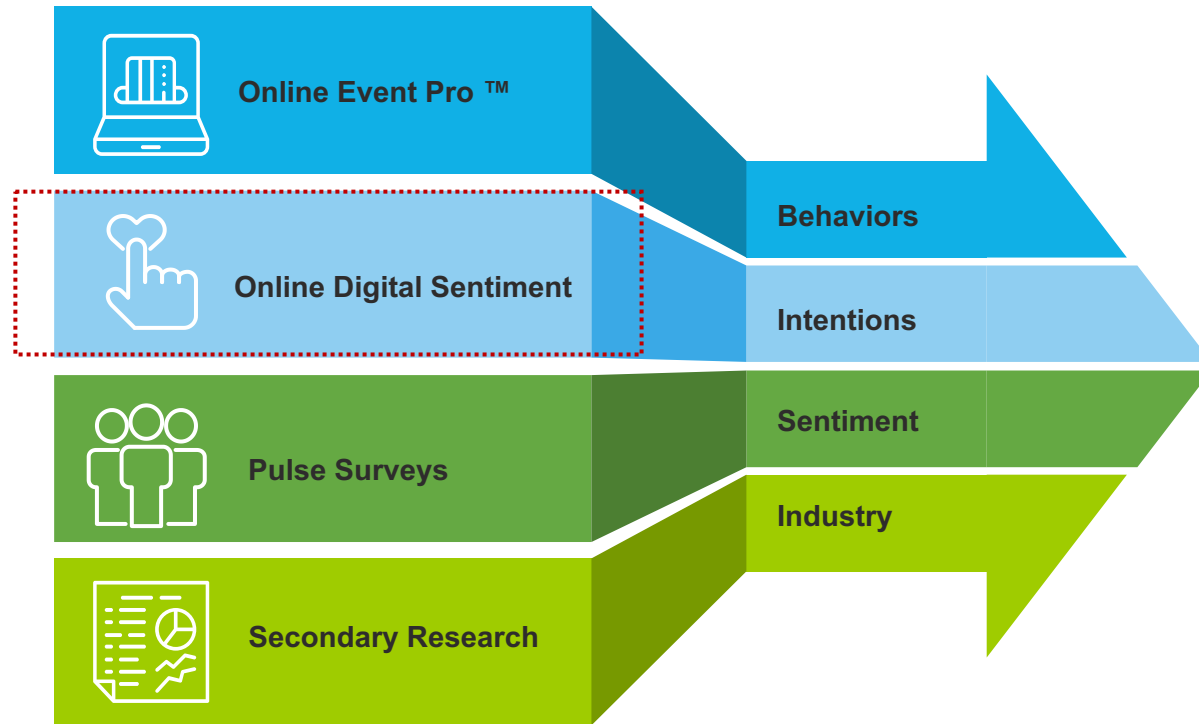 Online Event Pro ™
Online Digital Sentiment
Pulse Surveys
Secondary Research
Behaviors
Intentions
Sentiment
Industry